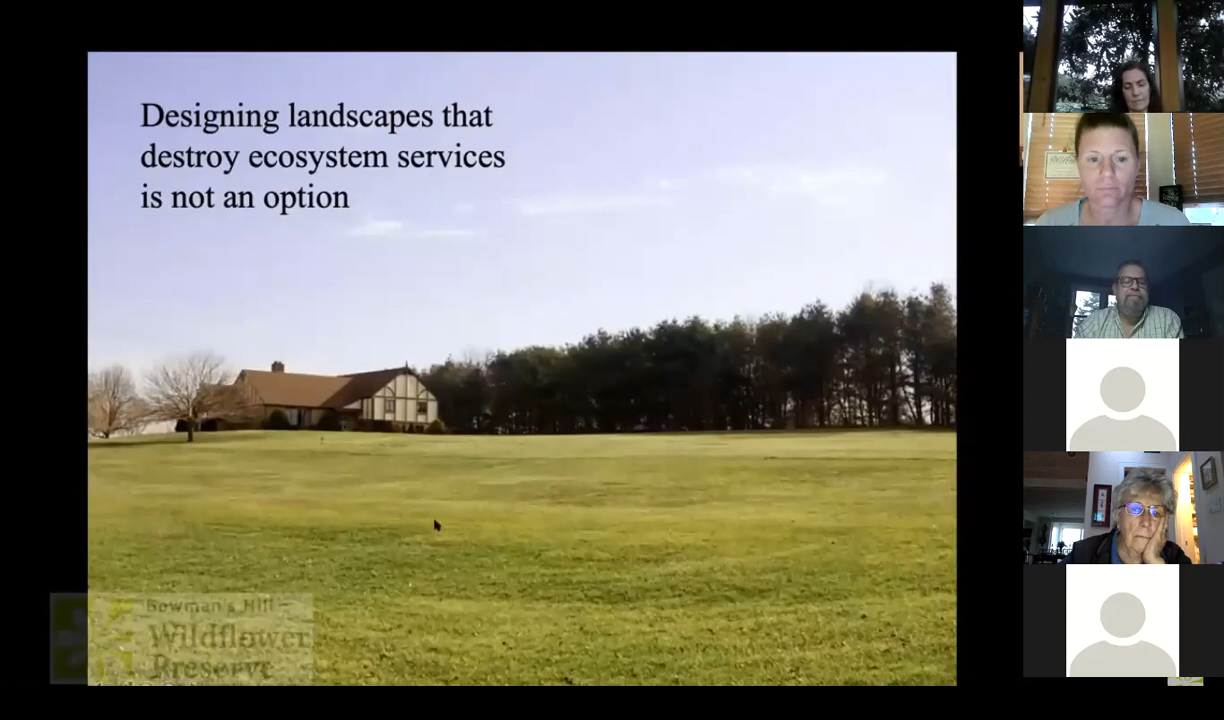 Designing landscapes that
destroy ecosystem services
is not an option
Bowman's Hill
Wildflower
Preserve